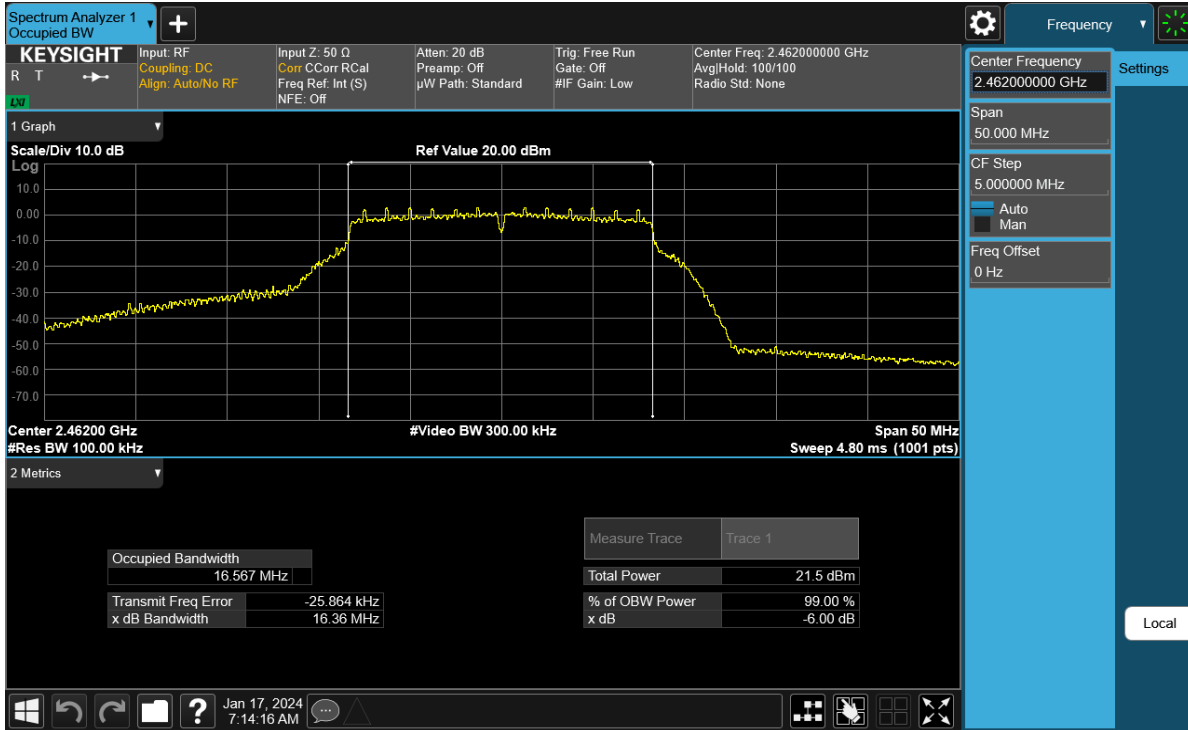 Spectrum Analyzer 1
Occupied BW
Frequency
KEYSIGHT
R T
LXI
Input: RF
Coupling: DC
Align: Auto/No RF
Input Z: 50 Ω
Corr CCorr RCal
Freq Ref: Int (S)
NFE: Off
Atten: 20 dB
Preamp: Off
µW Path: Standard
Trig: Free Run
Gate: Off
#IF Gain: Low
Center Freq: 2.462000000 GHz
Avg|Hold: 100/100
Radio Std: None
Center Frequency
2.462000000 GHz
Settings
Span
50.000 MHz
CF Step
5.000000 MHz
Auto
Man
Freq Offset
0 Hz
Local
1 Graph
Scale/Div 10.0 dB
Ref Value 20.00 dBm
Log
10.0
0.00
-10.0
-20.0
-30.0
-40.0
-50.0
-60.0
-70.0
Center 2.46200 GHz
#Video BW 300.00 kHz
Span 50 MHz
#Res BW 100.00 kHz
Sweep 4.80 ms (1001 pts)
2 Metrics
Measure Trace Trace 1
Occupied Bandwidth
16.567 MHz
Total Power 21.5 dBm
Transmit Freq Error -25.864 kHz
% of OBW Power 99.00 %
x dB Bandwidth 16.36 MHz
x dB -6.00 dB
?
Jan 17, 2024
7:14:16 AM